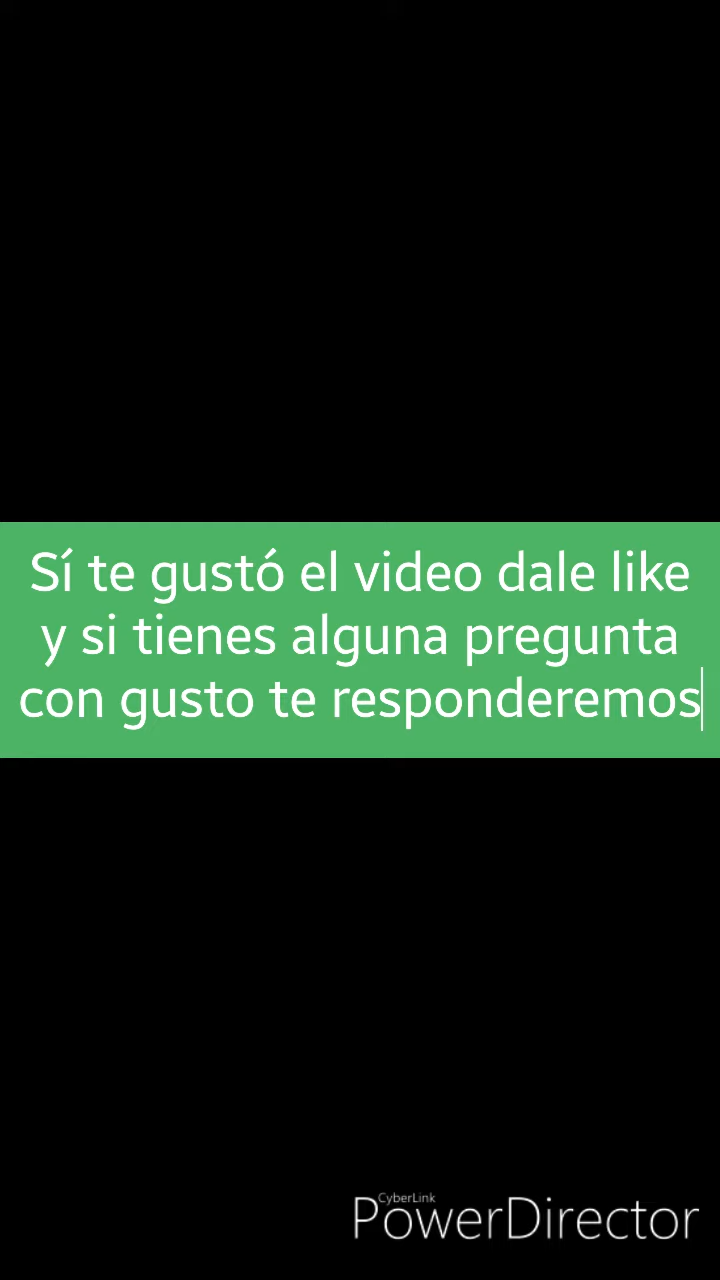 Sí te gustó el video dale like
y si tienes alguna pregunta
con gusto te responderemos
CyberLink
PowerDirector